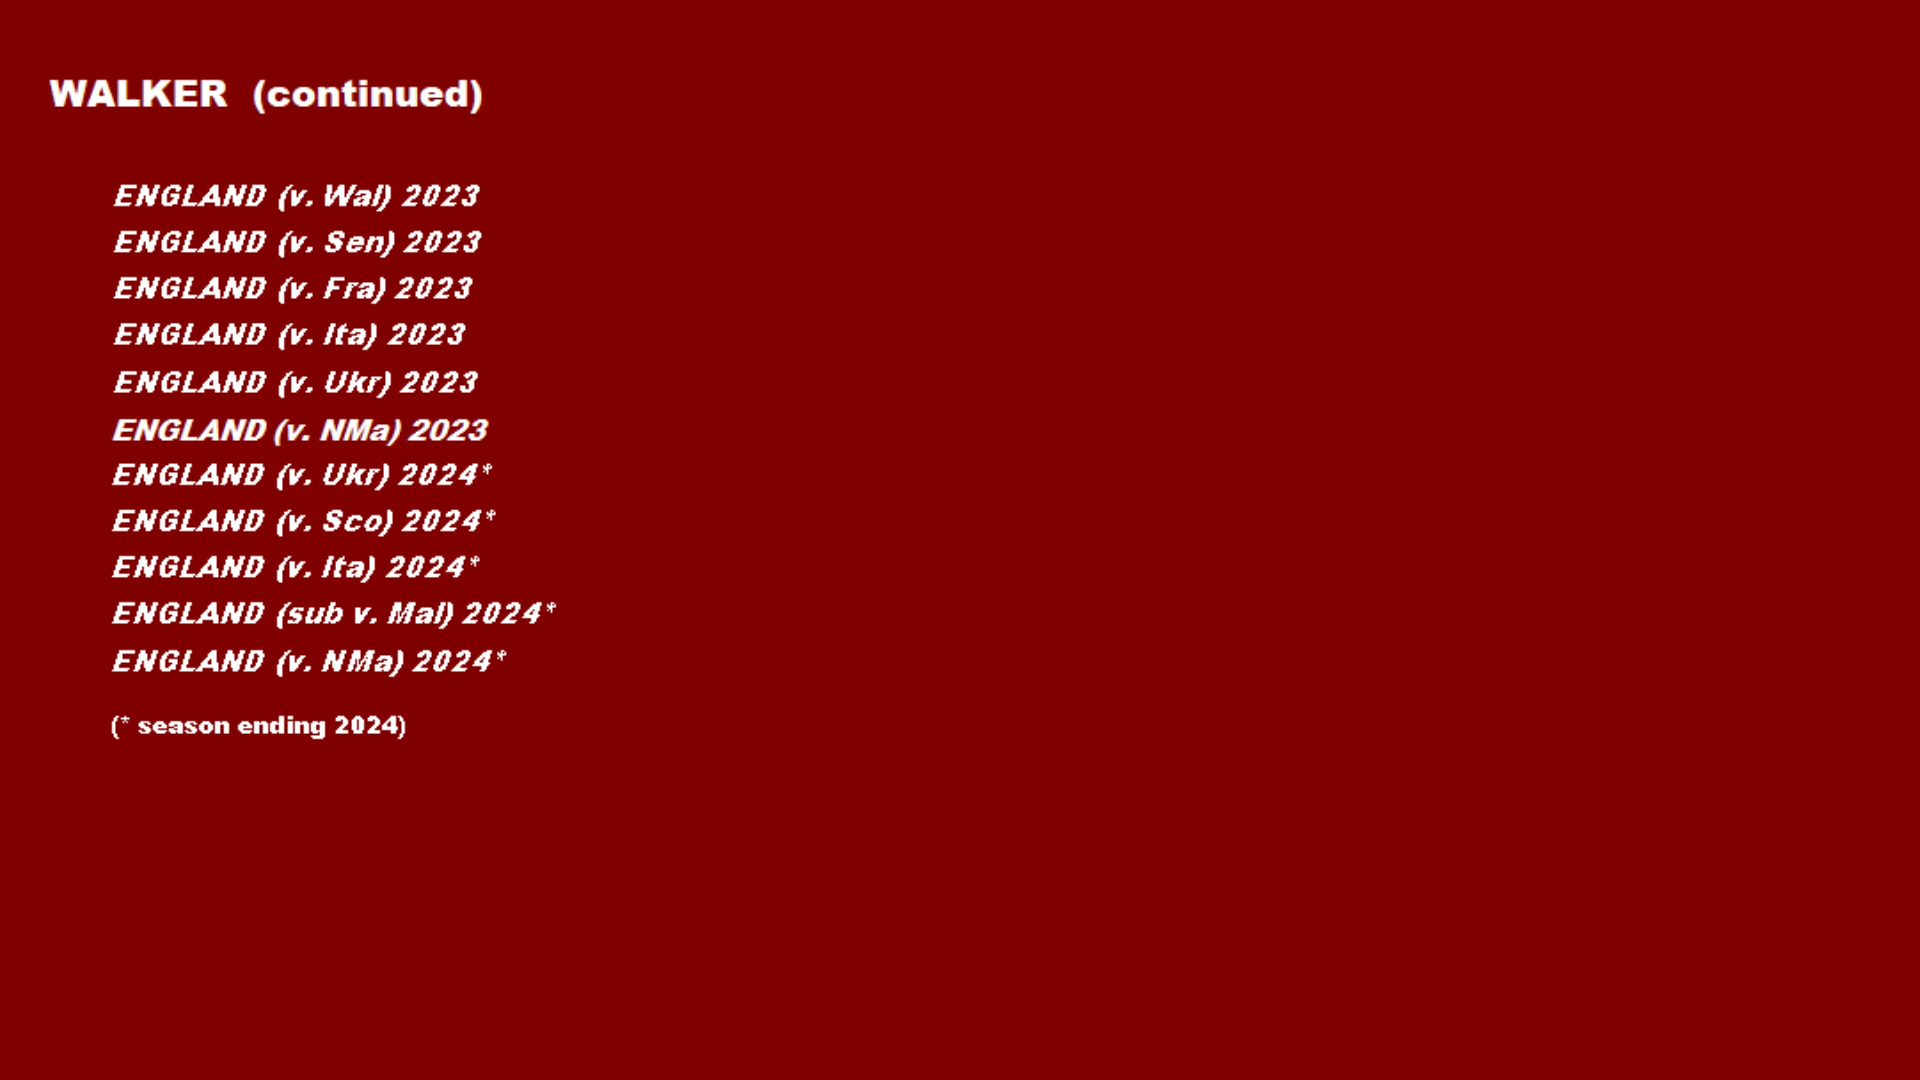 WALKER (continued)
ENGLAND (v. Wal) 2023
ENGLAND (v. Sen) 2023
ENGLAND (v. Fra) 2023
ENGLAND (v. Ita) 2023
ENGLAND (v. Ukr) 2023
ENGLAND (v. NMa) 2023
ENGLAND (v. Ukr) 2024*
ENGLAND (v. Sco) 2024*
ENGLAND (v. Ita) 2024*
ENGLAND (sub v. Mal) 2024*
ENGLAND (v. NMa) 2024*
(* season ending 2024)